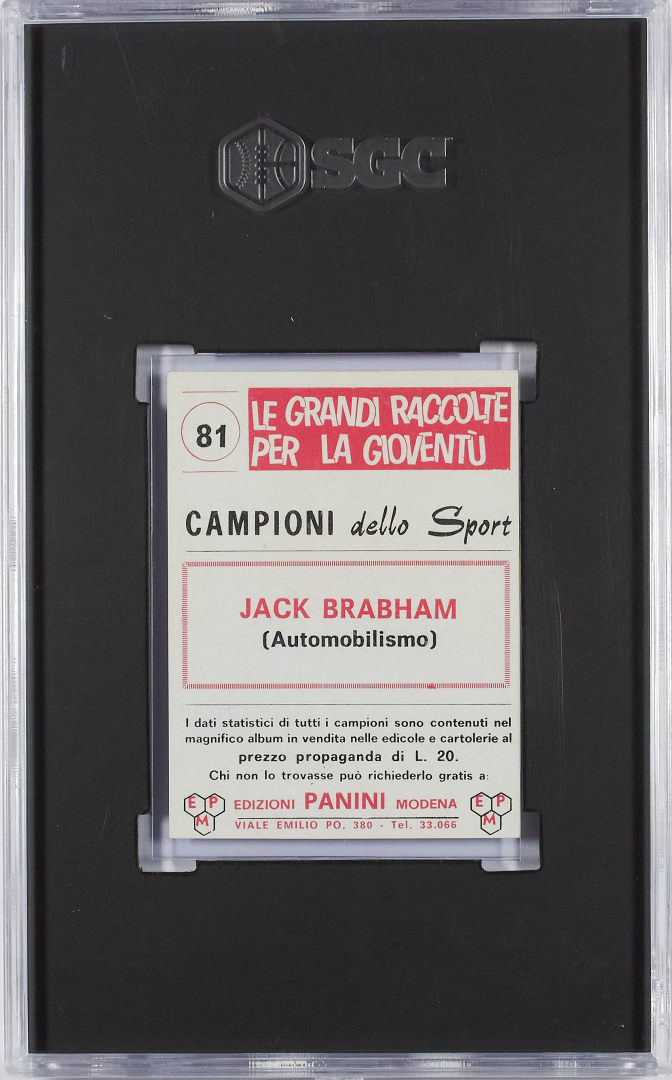 SGC
81
LE GRANDI RACCOLTE
PER LA GIOVENTÙ
CAMPIONI dello Sport
JACK BRABHAM
(Automobilismo)
I dati statistici di tutti i campioni sono contenuti nel
magnifico album in vendita nelle edicole e cartolerie al
prezzo propaganda di L. 20.
Chi non lo trovasse può richiederlo gratis a:
E P M
EDIZIONI PANINI MODENA
VIALE EMILIO PO, 380 - Tel. 33.066
E P M